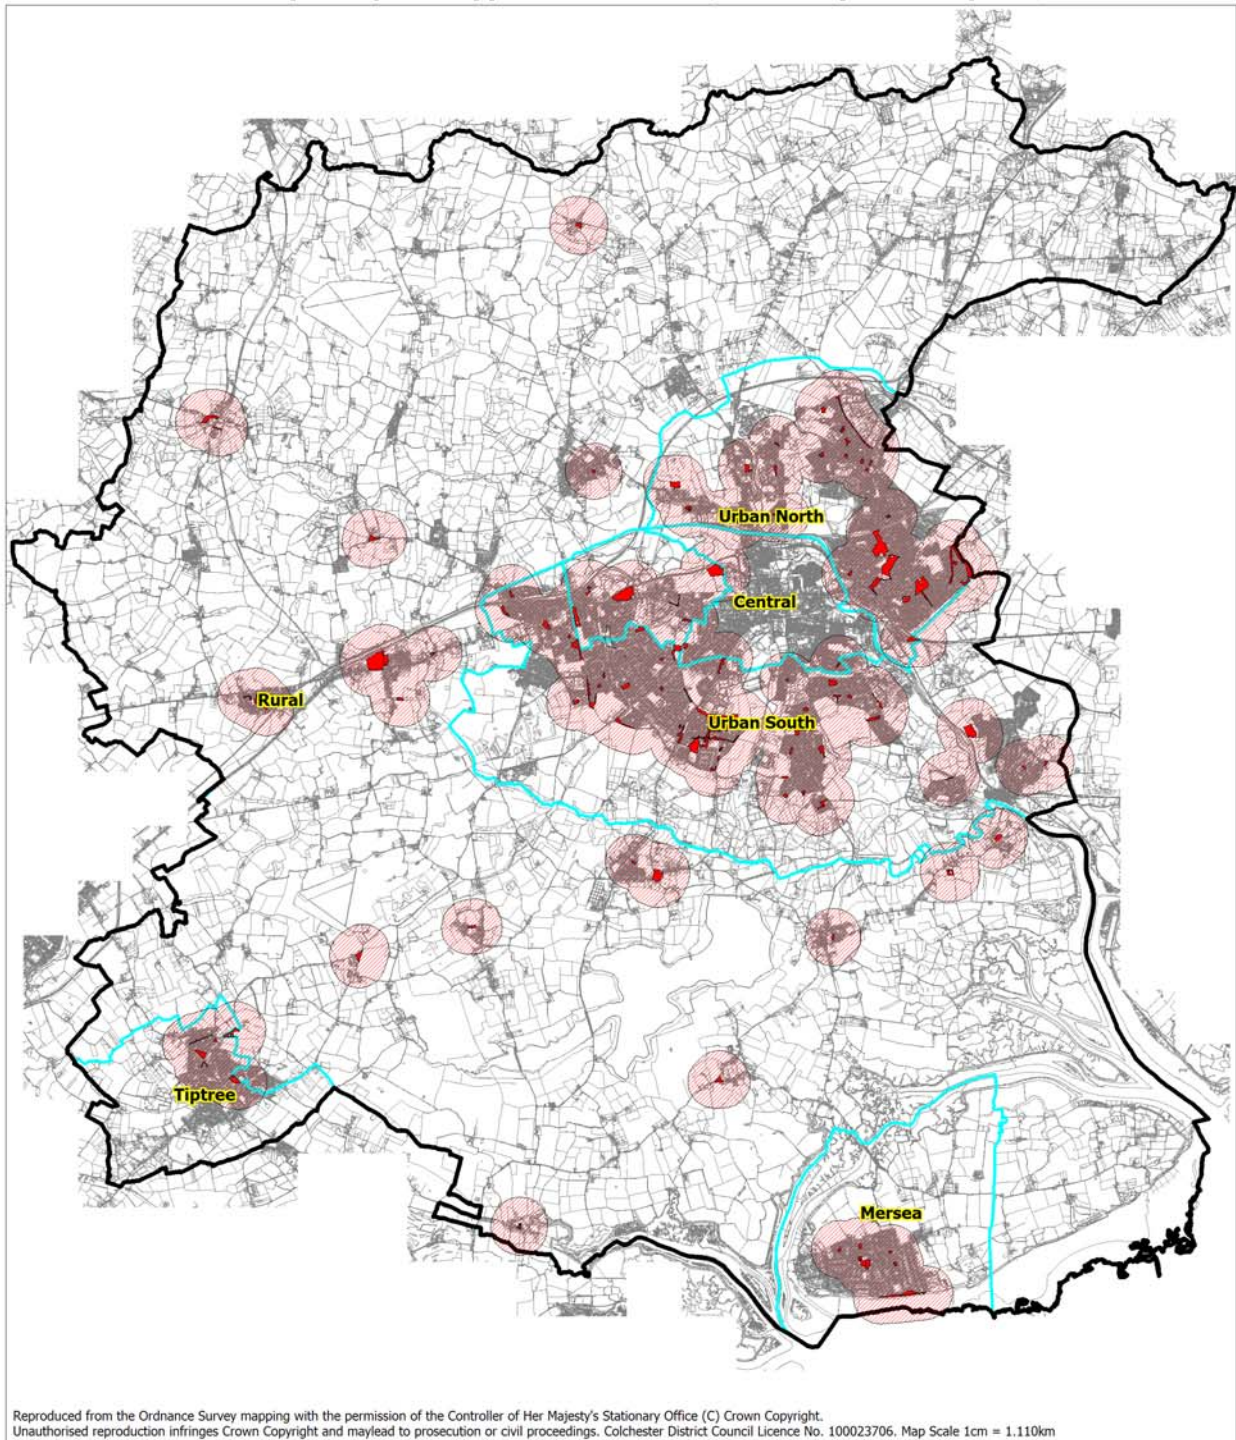 Urban North
Central
Rural
Urban South
Tiptree
Mersea
Reproduced from the Ordnance Survey mapping with the permission of the Controller of Her Majesty's Stationary Office (C) Crown Copyright.
Unauthorised reproduction infringes Crown Copyright and maylead to prosecution or civil proceedings. Colchester District Council Licence No. 100023706. Map Scale 1cm = 1.110km